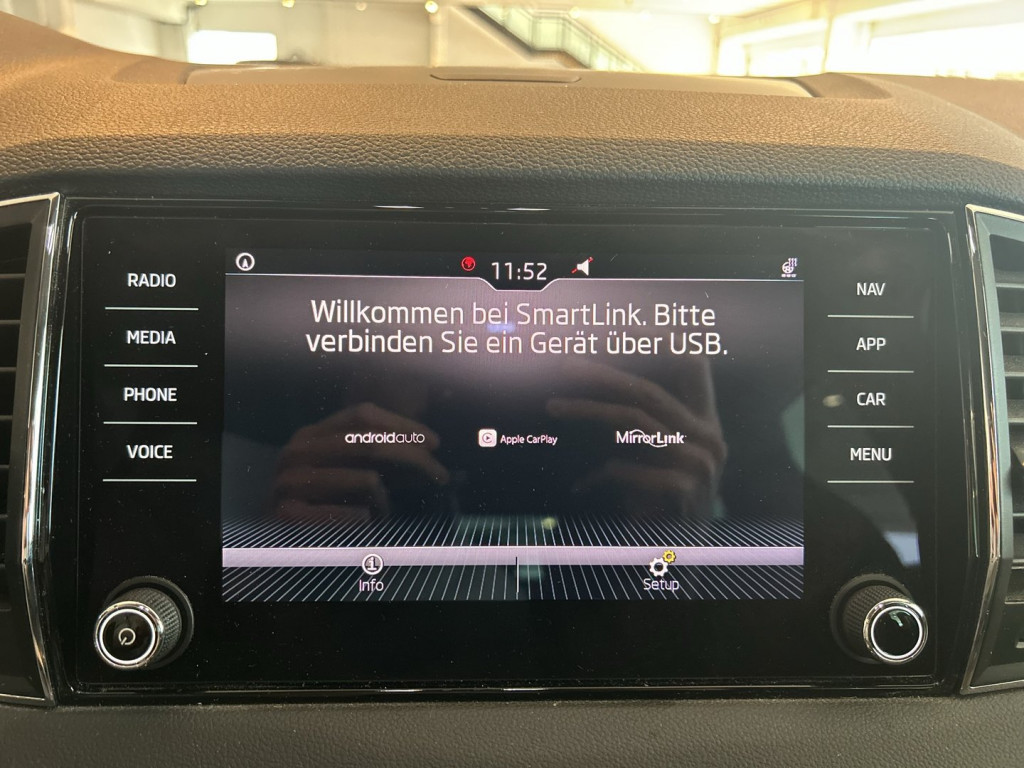 RADIO
MEDIA
PHONE
VOICE
11:52
Willkommen bei SmartLink. Bitte
verbinden Sie ein Gerät über USB.
androidauto
Apple CarPlay
MirrorLink
Info
Setup
NAV
APP
CAR
MENU